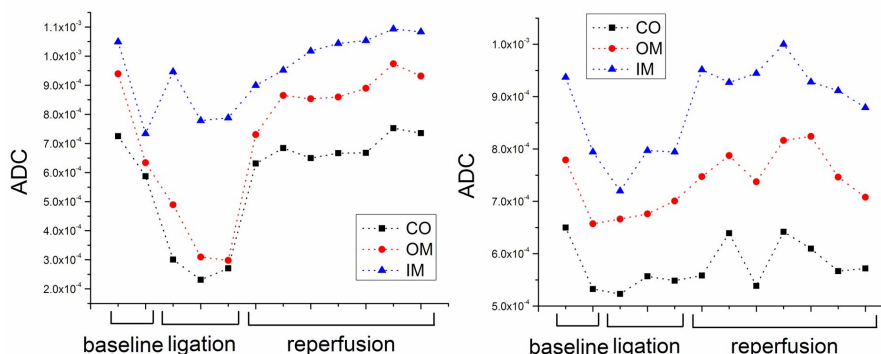 1.1x10⁻³
1.0x10⁻³
9.0x10⁻⁴
8.0x10⁻⁴
7.0x10⁻⁴
6.0x10⁻⁴
5.0x10⁻⁴
4.0x10⁻⁴
3.0x10⁻⁴
2.0x10⁻⁴
ADC
CO
OM
IM
baseline ligation reperfusion
1.0x10⁻³
9.0x10⁻⁴
8.0x10⁻⁴
7.0x10⁻⁴
6.0x10⁻⁴
5.0x10⁻⁴
ADC
CO
OM
IM
baseline ligation reperfusion